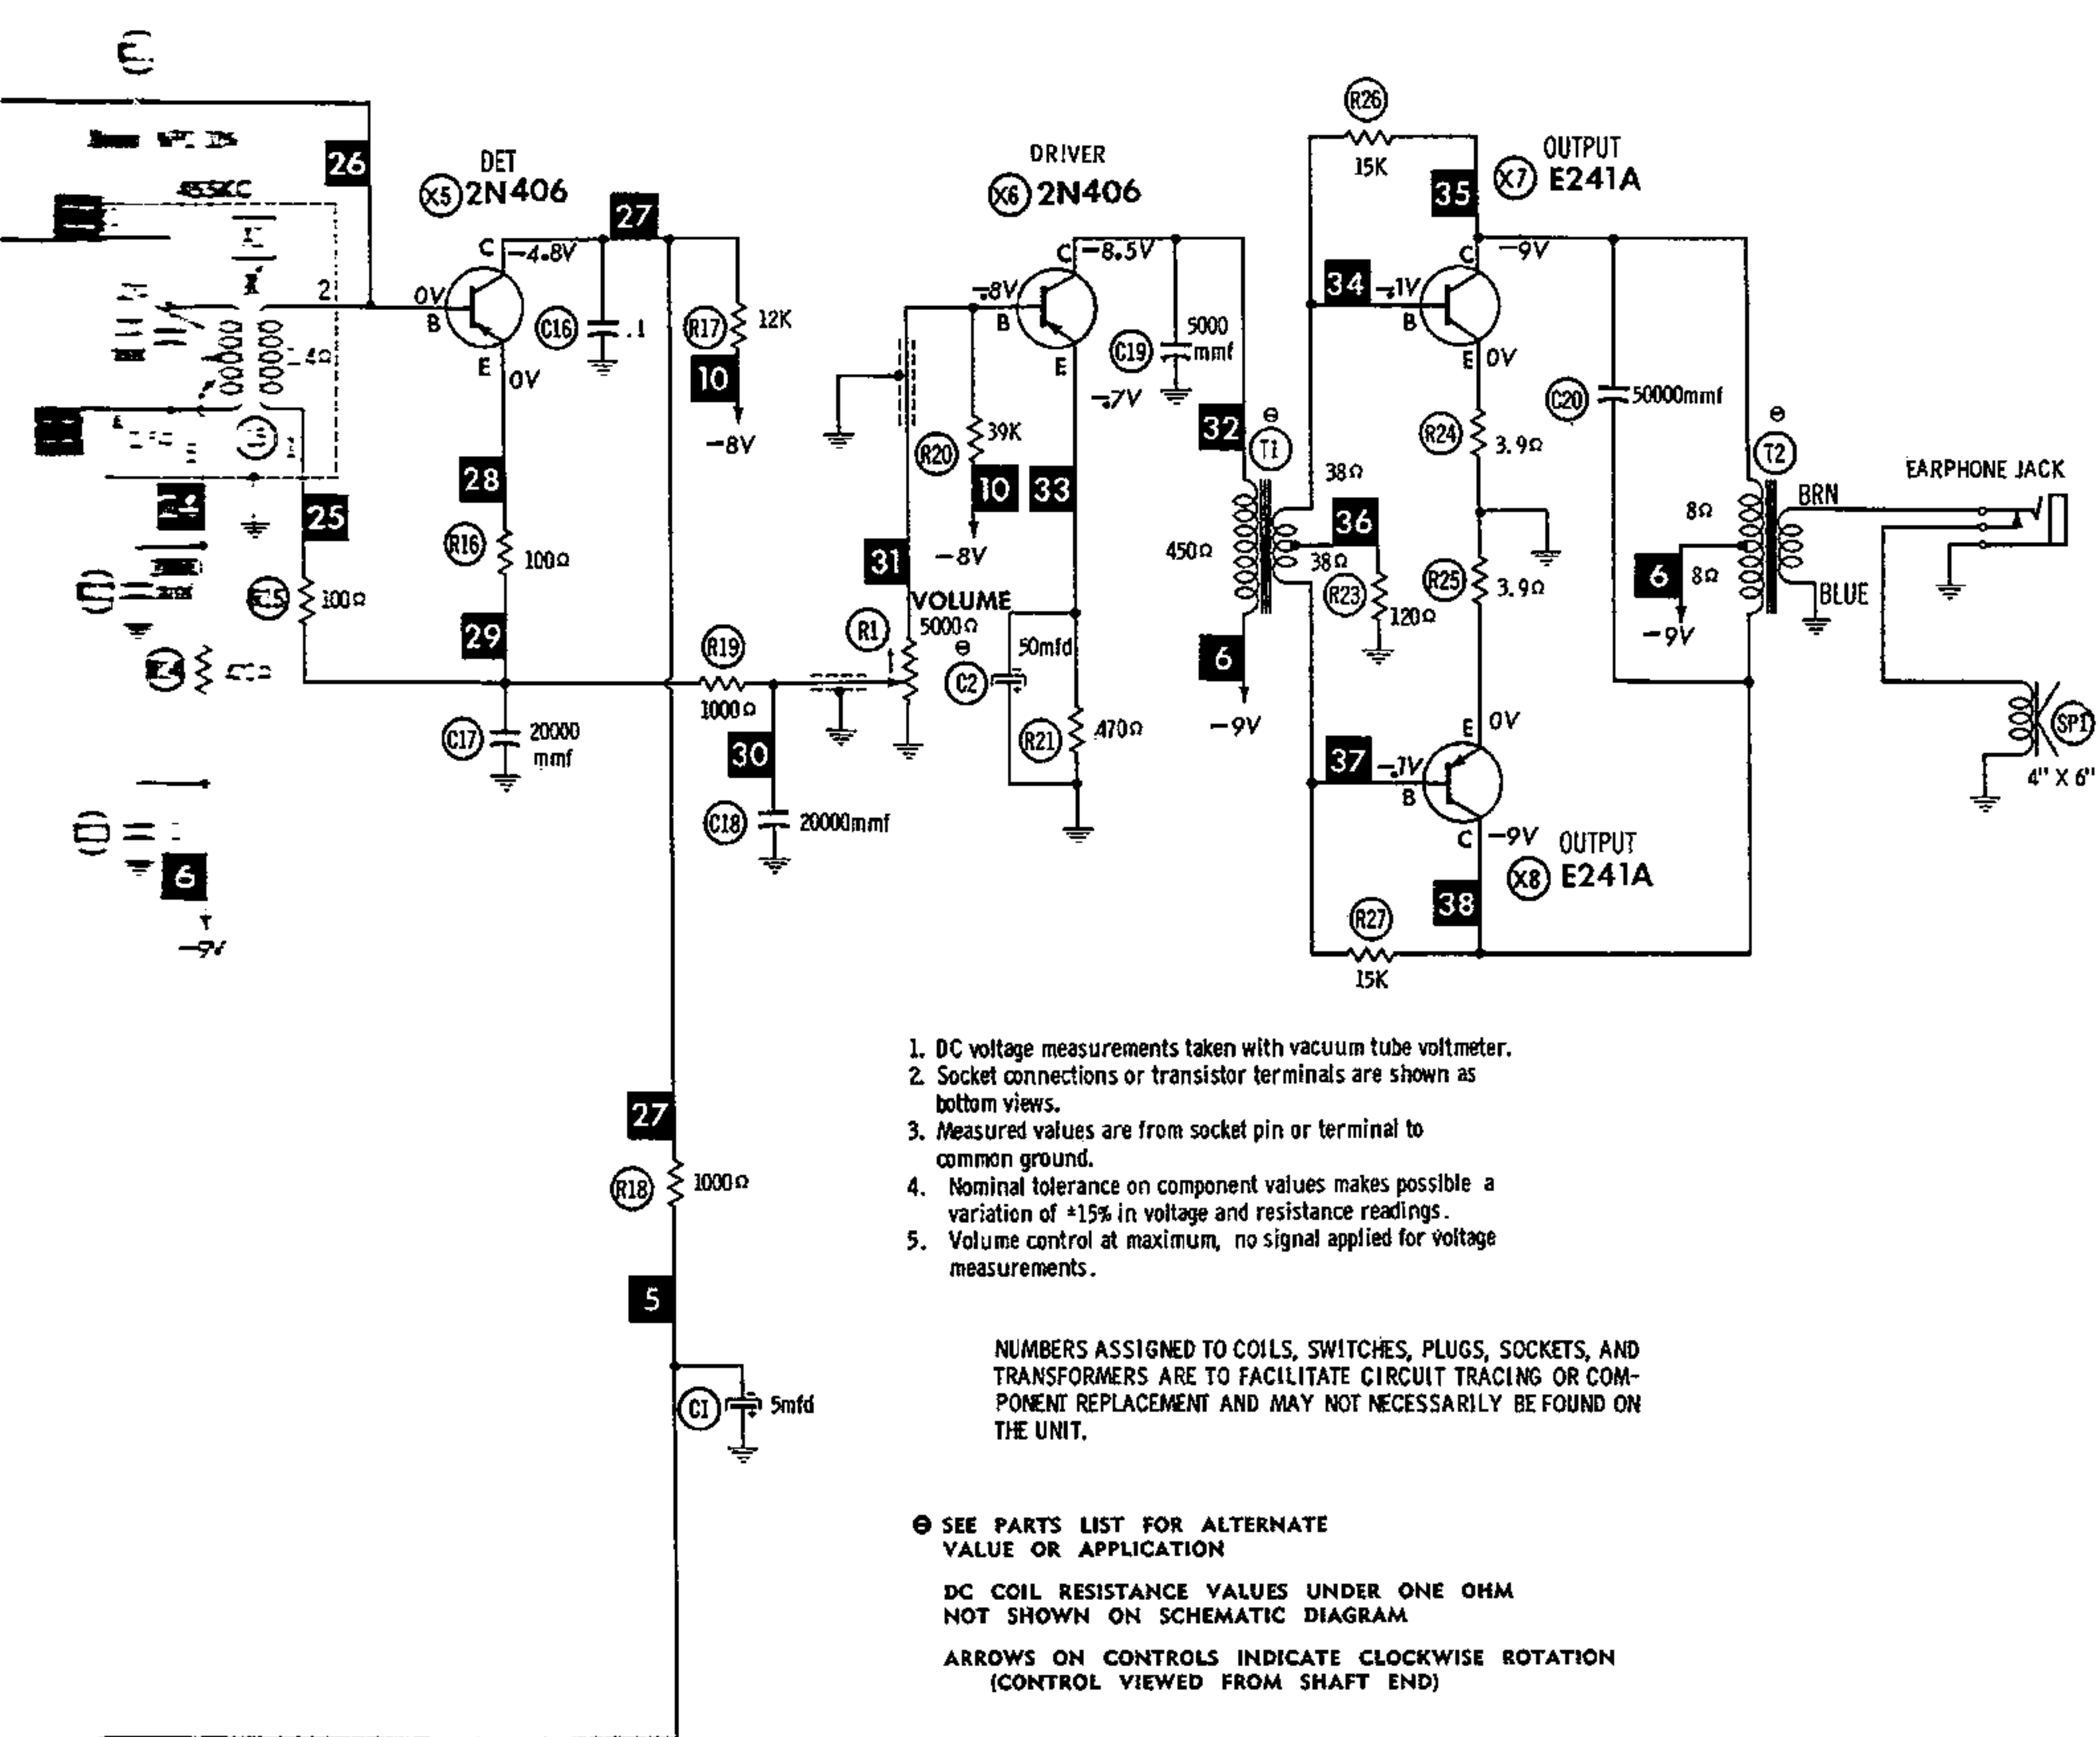 26
DET
X5 2N406
455KC
2
0V
B
C
-4.8V
E
0V
27
C16
.1
R17
12K
10
-8V
28
R16
100Ω
25
100Ω
29
C17
20000
mmf
6
-9V
R19
1000Ω
30
C18
20000mmf
DRIVER
X6 2N406
C
-8.5V
-.8V
B
E
-.7V
C19
5000
mmf
R20
39K
10
-8V
33
31
VOLUME
5000Ω
R1
C2
50mfd
R21
470Ω
32
T1
450Ω
6
-9V
38Ω
36
38Ω
R23
120Ω
R26
15K
35
OUTPUT
X7 E241A
34
-.1V
B
C
-9V
E 0V
R24
3.9Ω
R25
3.9Ω
C20
50000mmf
T2
8Ω
6
8Ω
-9V
BRN
BLUE
EARPHONE JACK
SP1
4" X 6"
37
-.1V
B
E
0V
C
-9V
OUTPUT
X8 E241A
38
R27
15K
27
R18
1000Ω
5
C1
5mfd
1. DC voltage measurements taken with vacuum tube voltmeter.
2. Socket connections or transistor terminals are shown as
bottom views.
3. Measured values are from socket pin or terminal to
common ground.
4. Nominal tolerance on component values makes possible a
variation of ±15% in voltage and resistance readings.
5. Volume control at maximum, no signal applied for voltage
measurements.
NUMBERS ASSIGNED TO COILS, SWITCHES, PLUGS, SOCKETS, AND
TRANSFORMERS ARE TO FACILITATE CIRCUIT TRACING OR COM-
PONENT REPLACEMENT AND MAY NOT NECESSARILY BE FOUND ON
THE UNIT.
⊖ SEE PARTS LIST FOR ALTERNATE
VALUE OR APPLICATION
DC COIL RESISTANCE VALUES UNDER ONE OHM
NOT SHOWN ON SCHEMATIC DIAGRAM
ARROWS ON CONTROLS INDICATE CLOCKWISE ROTATION
(CONTROL VIEWED FROM SHAFT END)